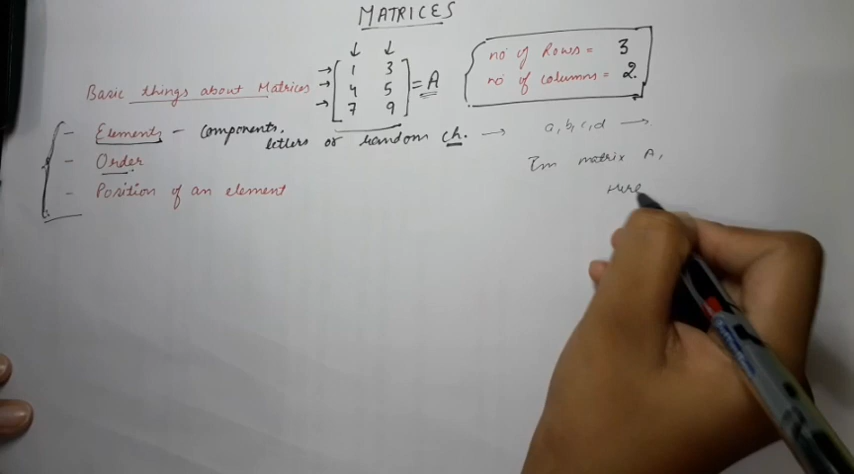 MATRICES
Basic things about Matrices → [ 1 3 4 5 7 9 ] = A
no of Rows = 3
no of columns = 2.
- Elements - components.
letters or random ch. → a, b, c, d →
- Order
- Position of an element
In matrix A,
Here